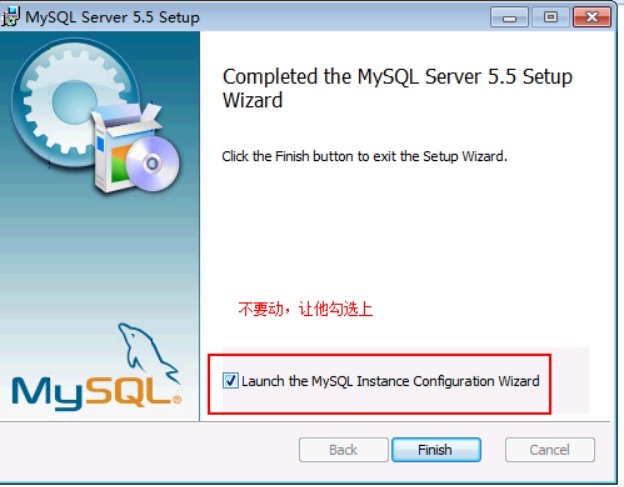 MySQL Server 5.5 Setup
Completed the MySQL Server 5.5 Setup
Wizard
Click the Finish button to exit the Setup Wizard.
不要动，让他勾选上
Launch the MySQL Instance Configuration Wizard
MySQL®
Back
Finish
Cancel